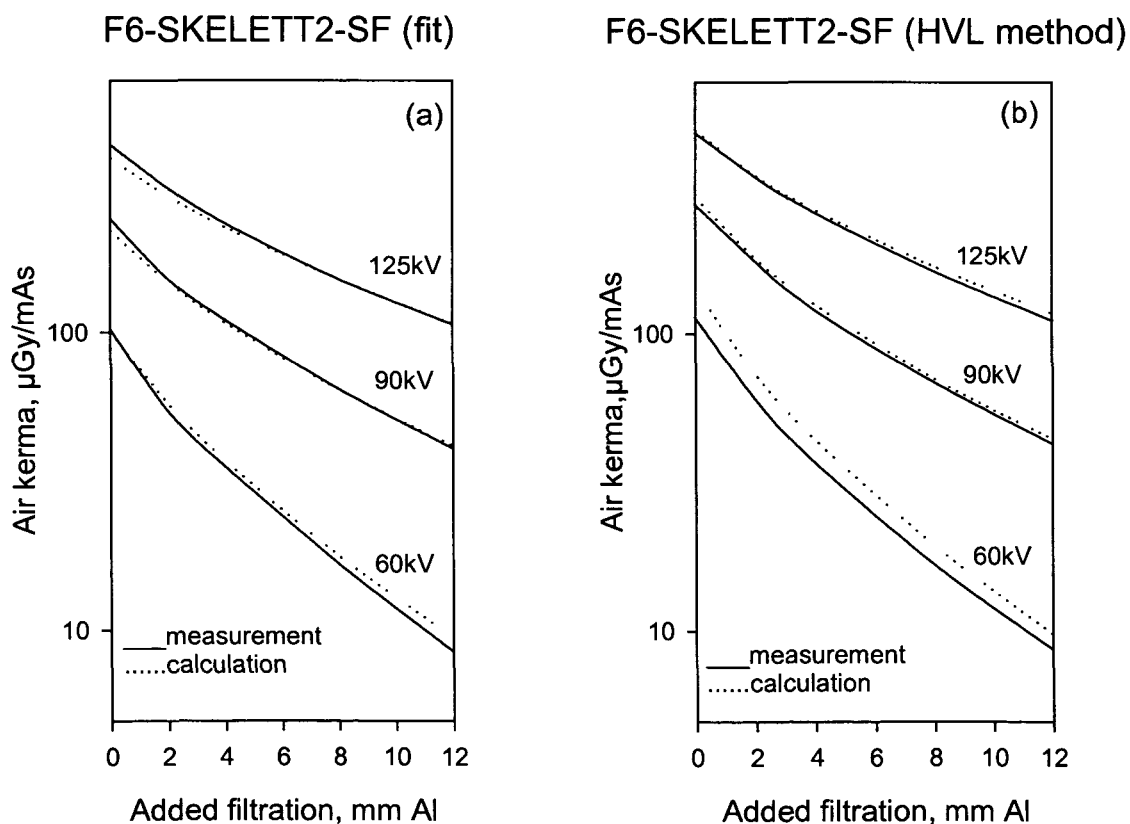 F6-SKELETT2-SF (fit)
(a)
Air kerma, µGy/mAs
100
10
125kV
90kV
60kV
measurement
calculation
0 2 4 6 8 10 12
Added filtration, mm Al
F6-SKELETT2-SF (HVL method)
(b)
Air kerma,µGy/mAs
100
10
125kV
90kV
60kV
measurement
calculation
0 2 4 6 8 10 12
Added filtration, mm Al